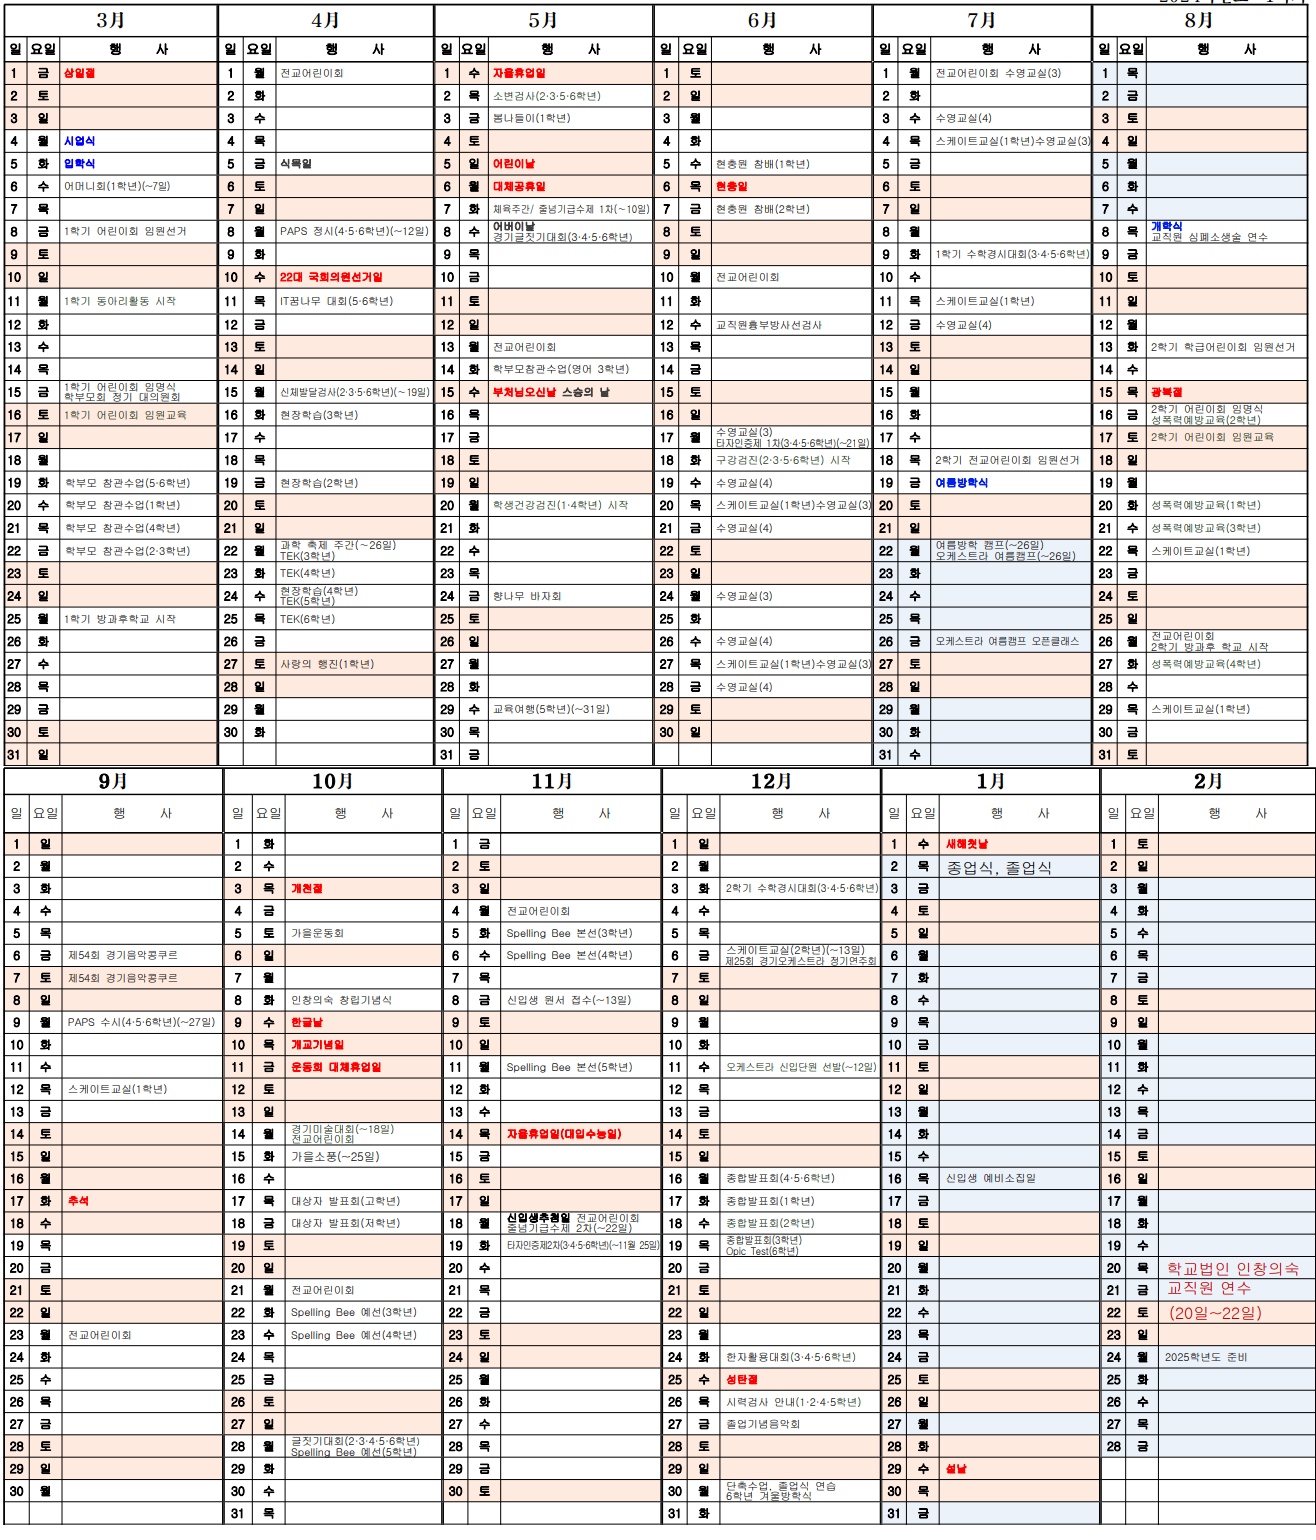 3月
일 요일 행 사
1 금 삼일절
2 토
3 일
4 월 시업식
5 화 입학식
6 수 어머니회(1학년)(~7일)
7 목
8 금 1학기 어린이회 임원선거
9 토
10 일
11 월 1학기 동아리활동 시작
12 화
13 수
14 목
15 금 1학기 어린이회 임명식
학부모회 정기 대의원회
16 토 1학기 어린이회 임원교육
17 일
18 월
19 화 학부모 참관수업(5·6학년)
20 수 학부모 참관수업(1학년)
21 목 학부모 참관수업(4학년)
22 금 학부모 참관수업(2·3학년)
23 토
24 일
25 월 1학기 방과후학교 시작
26 화
27 수
28 목
29 금
30 토
31 일
4月
일 요일 행 사
1 월 전교어린이회
2 화
3 수
4 목
5 금 식목일
6 토
7 일
8 월 PAPS 정시(4·5·6학년)(~12일)
9 화
10 수 22대 국회의원선거일
11 목 IT꿈나무 대회(5·6학년)
12 금
13 토
14 일
15 월 신체발달검사(2·3·5·6학년)(~19일)
16 화 현장학습(3학년)
17 수
18 목
19 금 현장학습(2학년)
20 토
21 일
22 월 과학 축제 주간(~26일)
TEK(3학년)
23 화 TEK(4학년)
24 수 현장학습(4학년)
TEK(5학년)
25 목 TEK(6학년)
26 금
27 토 사랑의 행진(1학년)
28 일
29 월
30 화
5月
일 요일 행 사
1 수 자율휴업일
2 목 소변검사(2·3·5·6학년)
3 금 봄나들이(1학년)
4 토
5 일 어린이날
6 월 대체공휴일
7 화 체육주간/ 줄넘기급수제 1차(~10일)
8 수 어버이날
경기글짓기대회(3·4·5·6학년)
9 목
10 금
11 토
12 일
13 월 전교어린이회
14 화 학부모참관수업(영어 3학년)
15 수 부처님오신날 스승의 날
16 목
17 금
18 토
19 일
20 월 학생건강검진(1·4학년) 시작
21 화
22 수
23 목
24 금 향나무 바자회
25 토
26 일
27 월
28 화
29 수 교육여행(5학년)(~31일)
30 목
31 금
6月
일 요일 행 사
1 토
2 일
3 월
4 화
5 수 현충원 참배(1학년)
6 목 현충일
7 금 현충원 참배(2학년)
8 토
9 일
10 월 전교어린이회
11 화
12 수 교직원흉부방사선검사
13 목
14 금
15 토
16 일
17 월 수영교실(3)
타자인증제 1차(3·4·5·6학년)(~21일)
18 화 구강검진(2·3·5·6학년) 시작
19 수 수영교실(4)
20 목 스케이트교실(1학년)수영교실(3)
21 금 수영교실(4)
22 토
23 일
24 월 수영교실(3)
25 화
26 수 수영교실(4)
27 목 스케이트교실(1학년)수영교실(3)
28 금 수영교실(4)
29 토
30 일
7月
일 요일 행 사
1 월 전교어린이회 수영교실(3)
2 화
3 수 수영교실(4)
4 목 스케이트교실(1학년)수영교실(3)
5 금
6 토
7 일
8 월
9 화 1학기 수학경시대회(3·4·5·6학년)
10 수
11 목 스케이트교실(1학년)
12 금 수영교실(4)
13 토
14 일
15 월
16 화
17 수
18 목 2학기 전교어린이회 임원선거
19 금 여름방학식
20 토
21 일
22 월 여름방학 캠프(~26일)
오케스트라 여름캠프(~26일)
23 화
24 수
25 목
26 금 오케스트라 여름캠프 오픈클래스
27 토
28 일
29 월
30 화
31 수
8月
일 요일 행 사
1 목
2 금
3 토
4 일
5 월
6 화
7 수
8 목 개학식
교직원 심폐소생술 연수
9 금
10 토
11 일
12 월
13 화 2학기 학급어린이회 임원선거
14 수
15 목 광복절
16 금 2학기 어린이회 임명식
성폭력예방교육(2학년)
17 토 2학기 어린이회 임원교육
18 일
19 월
20 화 성폭력예방교육(1학년)
21 수 성폭력예방교육(3학년)
22 목 스케이트교실(1학년)
23 금
24 토
25 일
26 월 전교어린이회
2학기 방과후 학교 시작
27 화 성폭력예방교육(4학년)
28 수
29 목 스케이트교실(1학년)
30 금
31 토
9月
일 요일 행 사
1 일
2 월
3 화
4 수
5 목
6 금 제54회 경기음악콩쿠르
7 토 제54회 경기음악콩쿠르
8 일
9 월 PAPS 수시(4·5·6학년)(~27일)
10 화
11 수
12 목 스케이트교실(1학년)
13 금
14 토
15 일
16 월
17 화 추석
18 수
19 목
20 금
21 토
22 일
23 월 전교어린이회
24 화
25 수
26 목
27 금
28 토
29 일
30 월
10月
일 요일 행 사
1 화
2 수
3 목 개천절
4 금
5 토 가을운동회
6 일
7 월
8 화 인창의숙 창립기념식
9 수 한글날
10 목 개교기념일
11 금 운동회 대체휴업일
12 토
13 일
14 월 경기미술대회(~18일)
전교어린이회
15 화 가을소풍(~25일)
16 수
17 목 대상자 발표회(고학년)
18 금 대상자 발표회(저학년)
19 토
20 일
21 월 전교어린이회
22 화 Spelling Bee 예선(3학년)
23 수 Spelling Bee 예선(4학년)
24 목
25 금
26 토
27 일
28 월 글짓기대회(2·3·4·5·6학년)
Spelling Bee 예선(5학년)
29 화
30 수
31 목
11月
일 요일 행 사
1 금
2 토
3 일
4 월 전교어린이회
5 화 Spelling Bee 본선(3학년)
6 수 Spelling Bee 본선(4학년)
7 목
8 금 신입생 원서 접수(~13일)
9 토
10 일
11 월 Spelling Bee 본선(5학년)
12 화
13 수
14 목 자율휴업일(대입수능일)
15 금
16 토
17 일
18 월 신입생추첨일 전교어린이회
줄넘기급수제 2차(~22일)
19 화 타자인증제2차(3·4·5·6학년)(~11월 25일)
20 수
21 목
22 금
23 토
24 일
25 월
26 화
27 수
28 목
29 금
30 토
12月
일 요일 행 사
1 일
2 월
3 화 2학기 수학경시대회(3·4·5·6학년)
4 수
5 목
6 금 스케이트교실(2학년)(~13일)
제25회 경기오케스트라 정기연주회
7 토
8 일
9 월
10 화
11 수 오케스트라 신입단원 선발(~12일)
12 목
13 금
14 토
15 일
16 월 종합발표회(4·5·6학년)
17 화 종합발표회(1학년)
18 수 종합발표회(2학년)
19 목 종합발표회(3학년)
Opic Test(6학년)
20 금
21 토
22 일
23 월
24 화 한자활용대회(3·4·5·6학년)
25 수 성탄절
26 목 시력검사 안내(1·2·4·5학년)
27 금 졸업기념음악회
28 토
29 일
30 월 단축수업, 졸업식 연습
6학년 겨울방학식
31 화
1月
일 요일 행 사
1 수 새해첫날
2 목 종업식, 졸업식
3 금
4 토
5 일
6 월
7 화
8 수
9 목
10 금
11 토
12 일
13 월
14 화
15 수
16 목 신입생 예비소집일
17 금
18 토
19 일
20 월
21 화
22 수
23 목
24 금
25 토
26 일
27 월
28 화
29 수 설날
30 목
31 금
2月
일 요일 행 사
1 토
2 일
3 월
4 화
5 수
6 목
7 금
8 토
9 일
10 월
11 화
12 수
13 목
14 금
15 토
16 일
17 월
18 화
19 수
20 목 학교법인 인창의숙
21 금 교직원 연수
22 토 (20일~22일)
23 일
24 월 2025학년도 준비
25 화
26 수
27 목
28 금